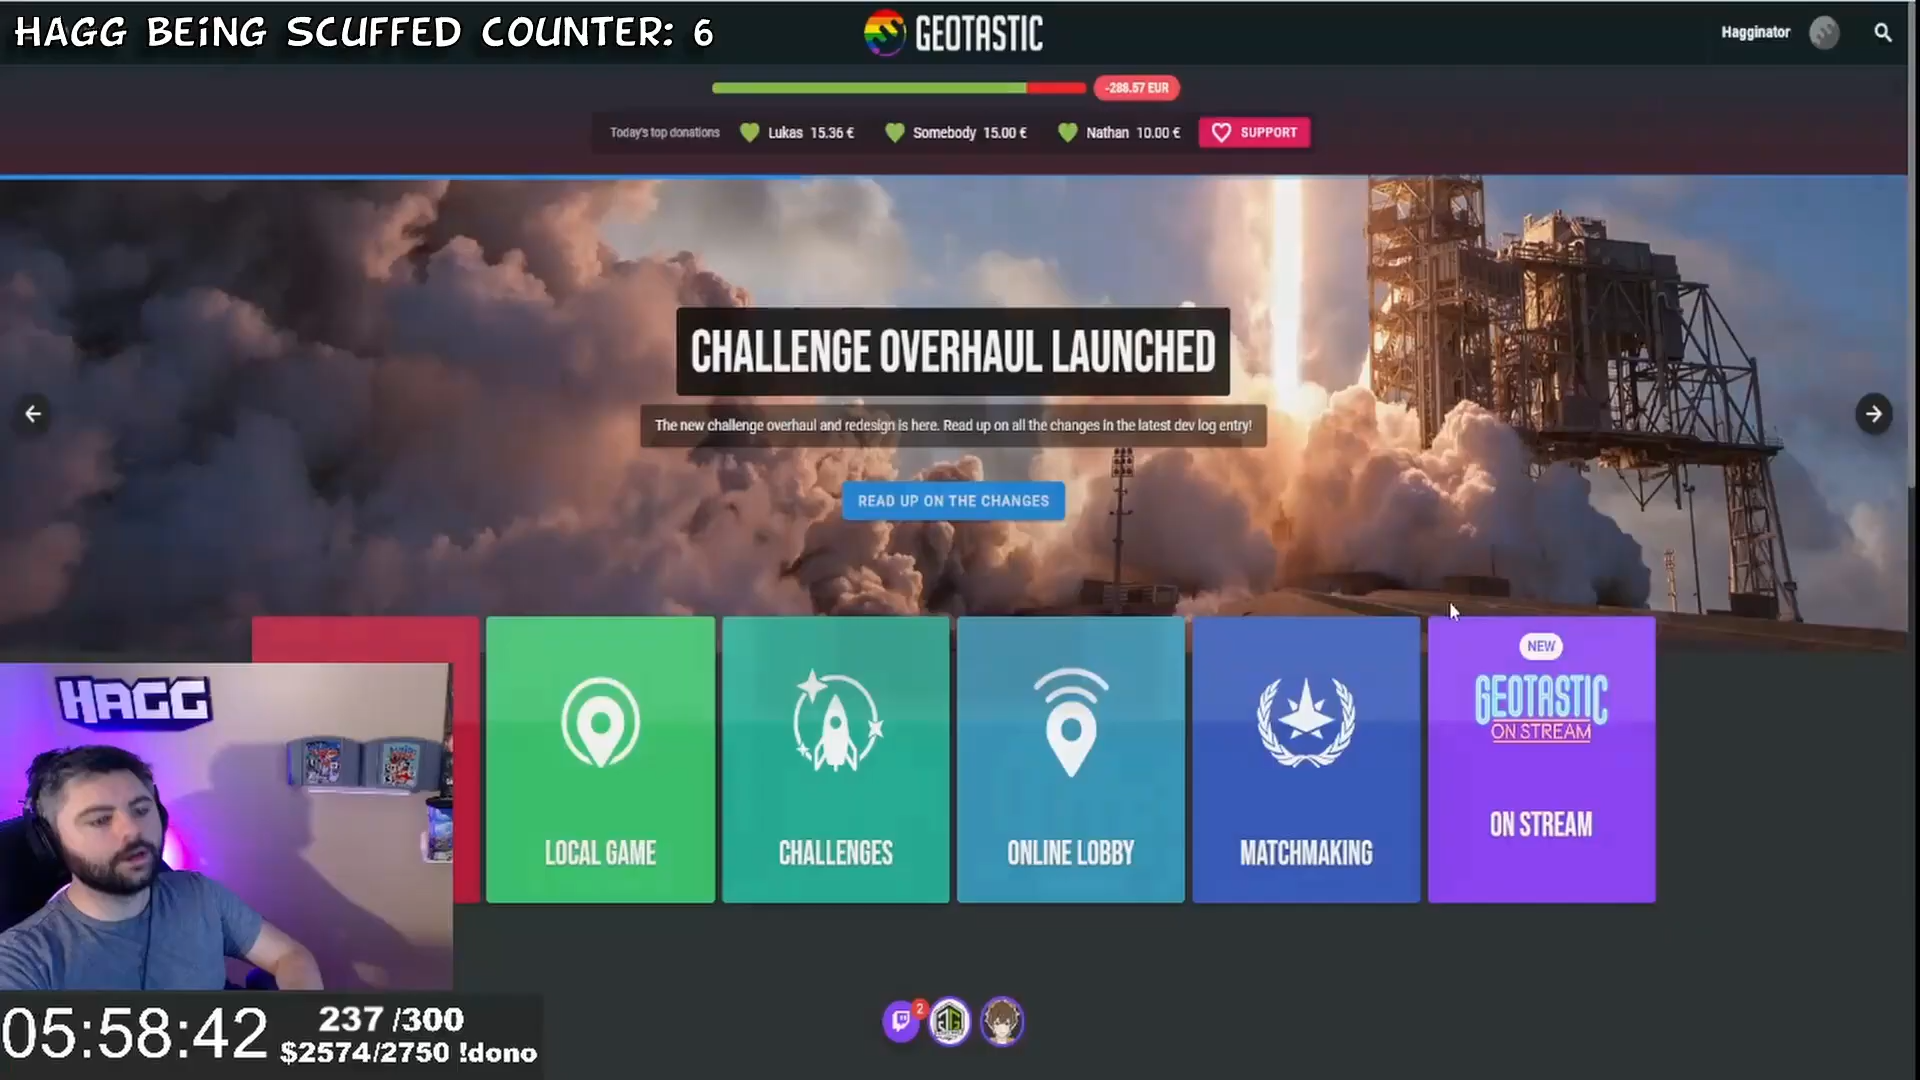 HAGG BEING SCUFFED COUNTER: 6
GEOTASTIC
Hagginator
-288.57 EUR
Today's top donations
Lukas 15.36 €
Somebody 15.00 €
Nathan 10.00 €
SUPPORT
CHALLENGE OVERHAUL LAUNCHED
The new challenge overhaul and redesign is here. Read up on all the changes in the latest dev log entry!
READ UP ON THE CHANGES
LOCAL GAME
CHALLENGES
ONLINE LOBBY
MATCHMAKING
NEW
GEOTASTIC
ON STREAM
ON STREAM
HAGG
05:58:42
237 /300
$2574/2750 !dono
2